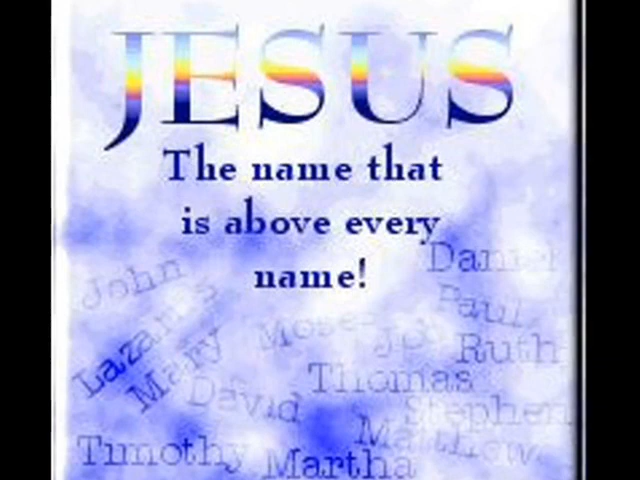 JESUS
The name that
is above every
name!
Daniel
John
Paul
Lazarus
Moses
Job
Mary
Ruth
Thomas
David
Stephen
Matthew
Timothy
Martha